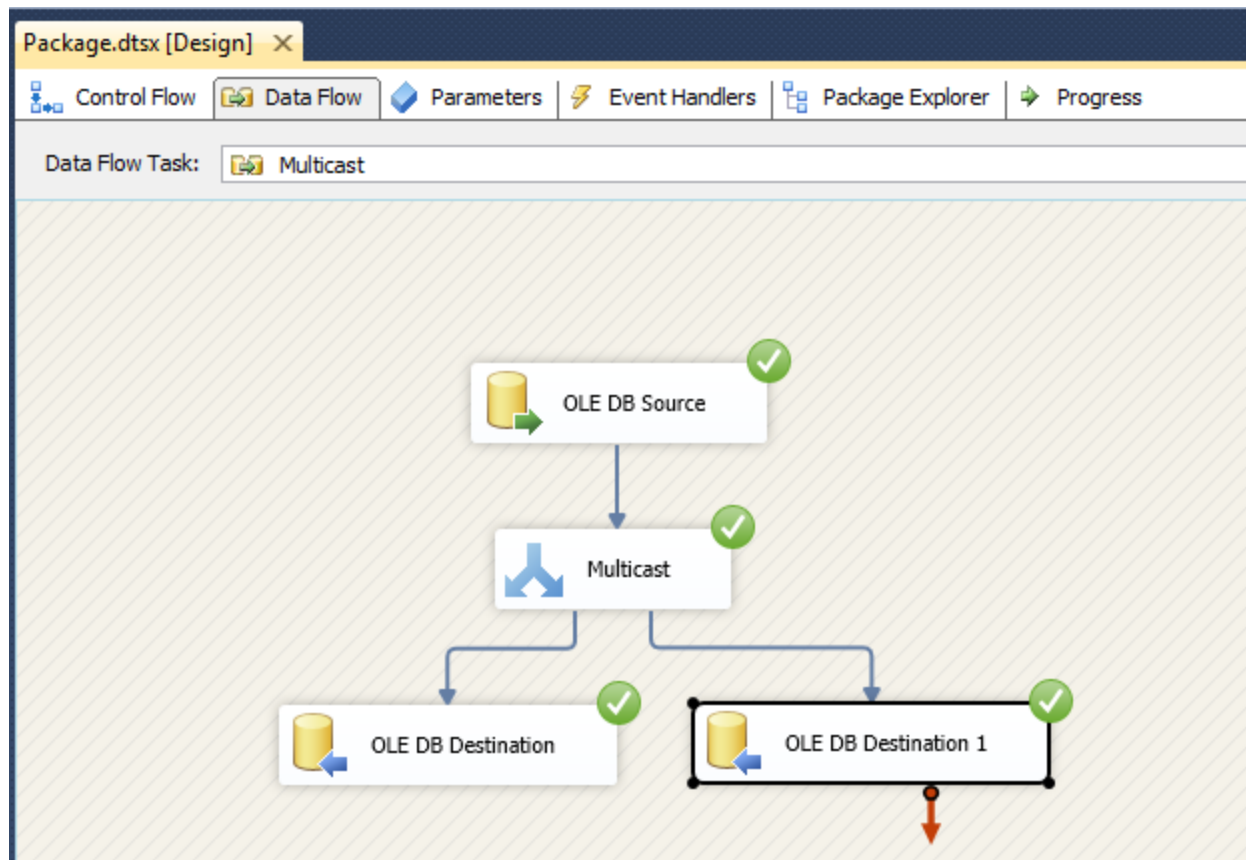 Package.dtsx [Design]
Control Flow Data Flow Parameters Event Handlers Package Explorer Progress
Data Flow Task: Multicast
OLE DB Source
Multicast
OLE DB Destination OLE DB Destination 1